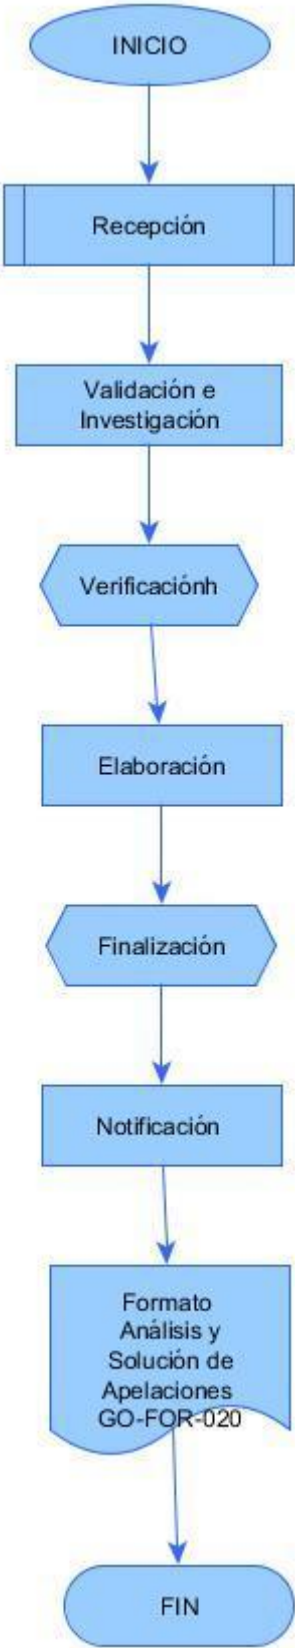 INICIO
Recepción
Validación e
Investigación
Verificaciónh
Elaboración
Finalización
Notificación
Formato
Análisis y
Solución de
Apelaciones
GO-FOR-020
FIN